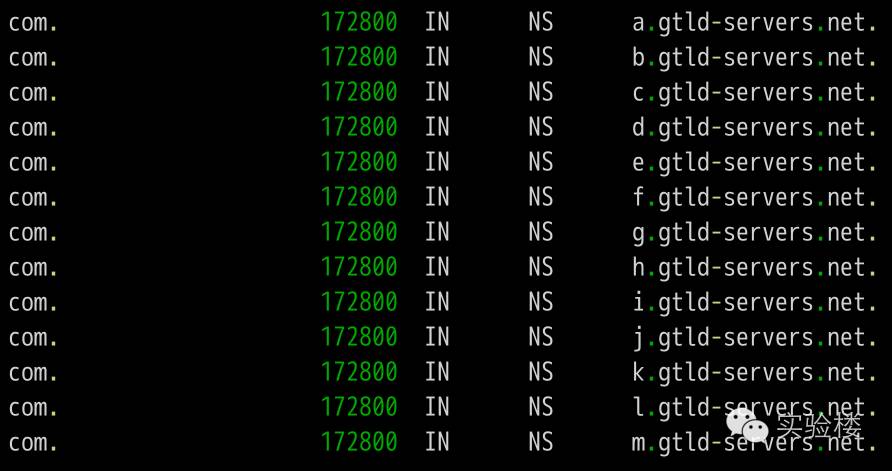 com. 172800 IN NS a.gtld-servers.net.
com. 172800 IN NS b.gtld-servers.net.
com. 172800 IN NS c.gtld-servers.net.
com. 172800 IN NS d.gtld-servers.net.
com. 172800 IN NS e.gtld-servers.net.
com. 172800 IN NS f.gtld-servers.net.
com. 172800 IN NS g.gtld-servers.net.
com. 172800 IN NS h.gtld-servers.net.
com. 172800 IN NS i.gtld-servers.net.
com. 172800 IN NS j.gtld-servers.net.
com. 172800 IN NS k.gtld-servers.net.
com. 172800 IN NS l.gtld-servers.net.
com. 172800 IN NS m.gtld-servers.net.
实验楼